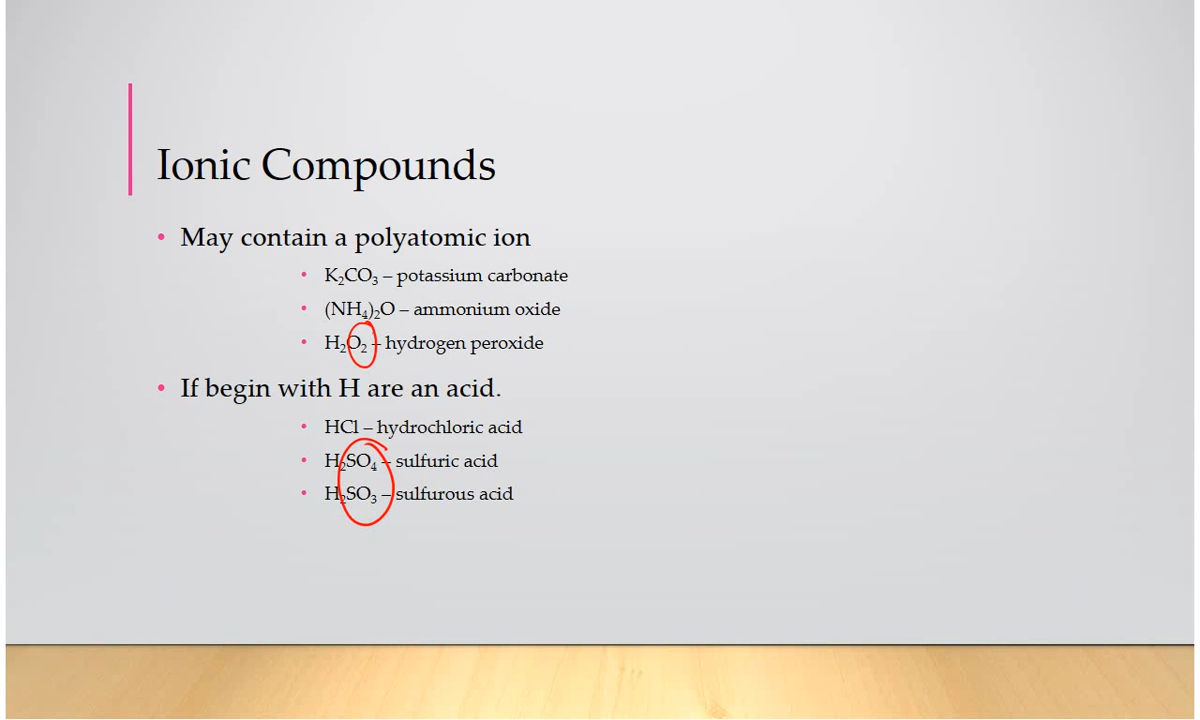 Ionic Compounds
• May contain a polyatomic ion
• K₂CO₃ – potassium carbonate
• (NH₄)₂O – ammonium oxide
• H₂O₂ – hydrogen peroxide
• If begin with H are an acid.
• HCl – hydrochloric acid
• H₂SO₄ – sulfuric acid
• H₂SO₃ – sulfurous acid